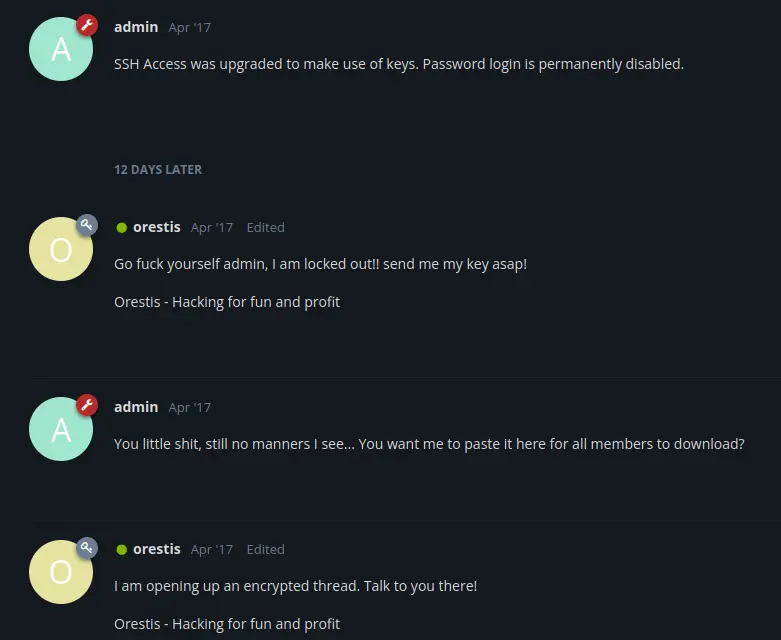 A
admin Apr '17
SSH Access was upgraded to make use of keys. Password login is permanently disabled.
12 DAYS LATER
O
orestis Apr '17 Edited
Go fuck yourself admin, I am locked out!! send me my key asap!
Orestis - Hacking for fun and profit
A
admin Apr '17
You little shit, still no manners I see... You want me to paste it here for all members to download?
O
orestis Apr '17 Edited
I am opening up an encrypted thread. Talk to you there!
Orestis - Hacking for fun and profit